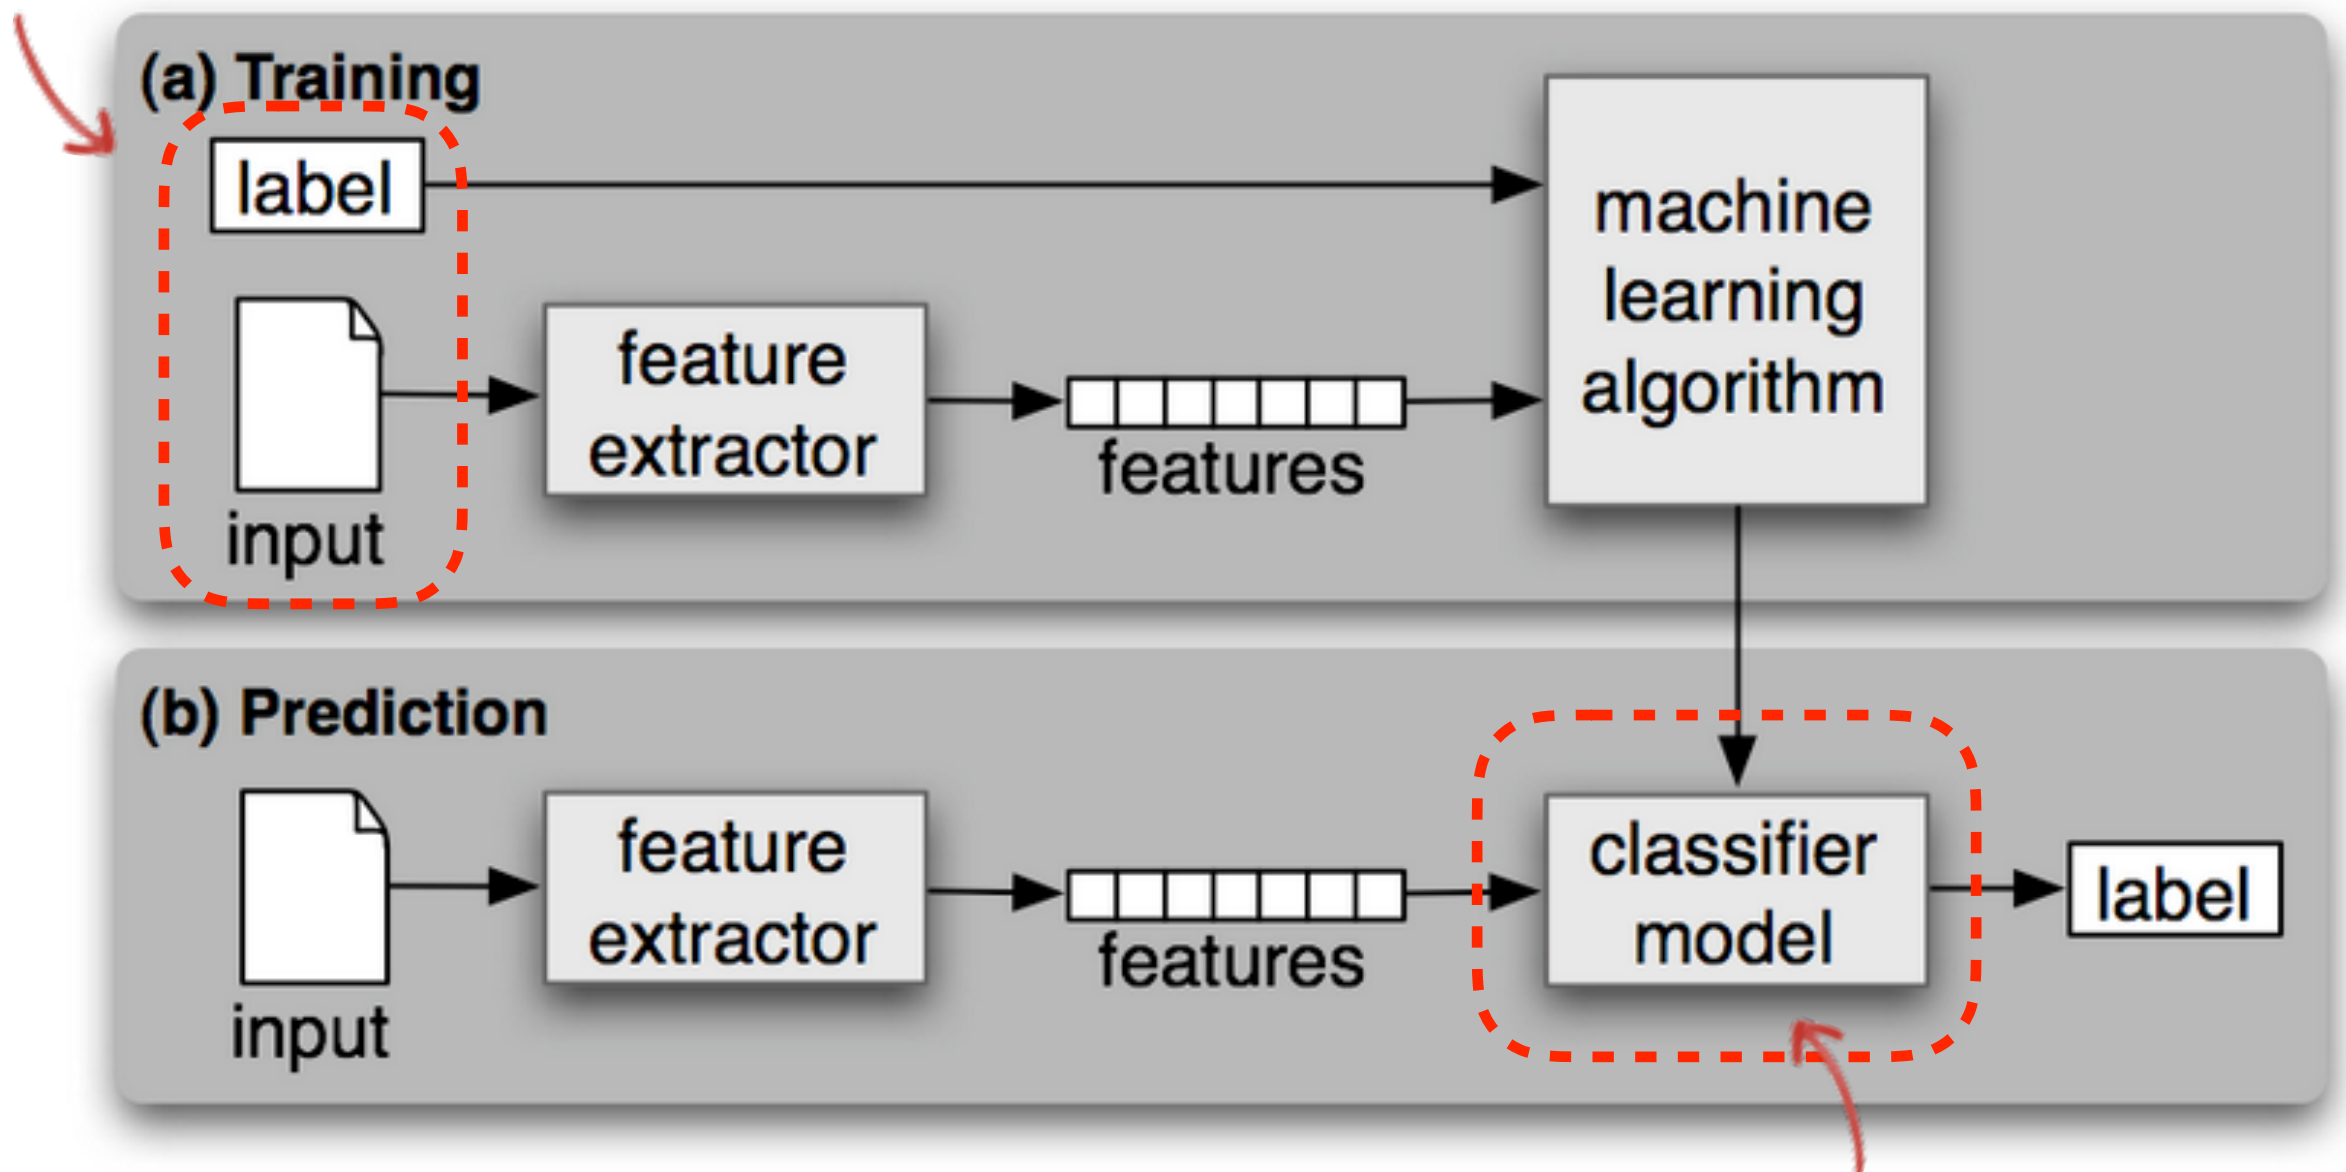 (a) Training
label
machine
learning
algorithm
feature
extractor
features
input
(b) Prediction
feature
extractor
features
classifier
model
label
input